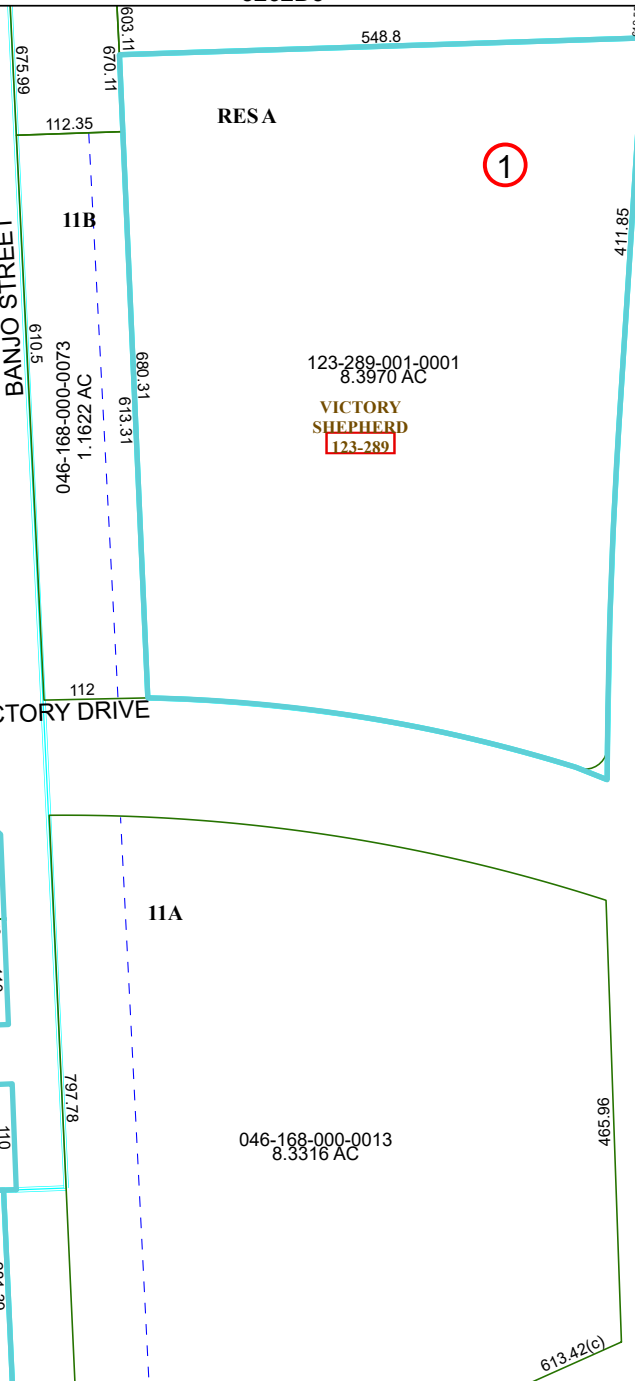 603.11
548.8
675.99
670.11
112.35
RES A
1
11B
411.85
BANJO STREET
610.5
046-168-000-0073
1.1622 AC
680.31
613.31
123-289-001-0001
8.3970 AC
VICTORY
SHEPHERD
123-289
112
CTORY DRIVE
11A
797.78
110
046-168-000-0013
8.3316 AC
465.96
613.42(c)